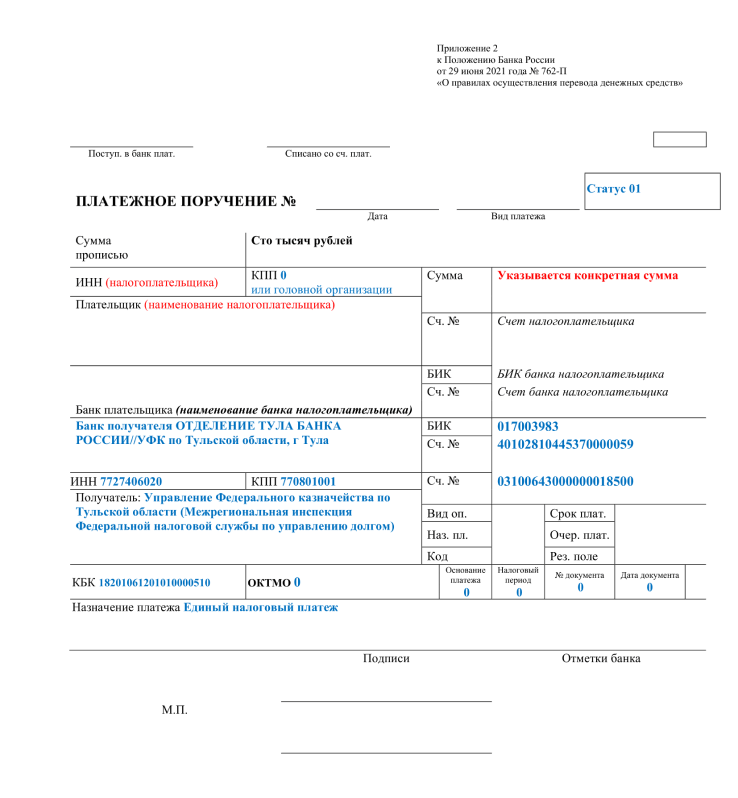 Приложение 2
к Положению Банка России
от 29 июня 2021 года № 762-П
«О правилах осуществления перевода денежных средств»
Поступ. в банк плат.
Списано со сч. плат.
Статус 01
ПЛАТЕЖНОЕ ПОРУЧЕНИЕ №
Дата
Вид платежа
Сумма
прописью
Сто тысяч рублей
ИНН (налогоплательщика)
КПП 0
или головной организации
Сумма
Указывается конкретная сумма
Плательщик (наименование налогоплательщика)
Сч. №
Счет налогоплательщика
БИК
БИК банка налогоплательщика
Сч. №
Счет банка налогоплательщика
Банк плательщика (наименование банка налогоплательщика)
Банк получателя ОТДЕЛЕНИЕ ТУЛА БАНКА
РОССИИ//УФК по Тульской области, г Тула
БИК
017003983
Сч. №
40102810445370000059
ИНН 7727406020
КПП 770801001
Сч. №
03100643000000018500
Получатель: Управление Федерального казначейства по
Тульской области (Межрегиональная инспекция
Федеральной налоговой службы по управлению долгом)
Вид оп.
Срок плат.
Наз. пл.
Очер. плат.
Код
Рез. поле
КБК 18201061201010000510
ОКТМО 0
Основание
платежа
0
Налоговый
период
0
№ документа
0
Дата документа
0
Назначение платежа Единый налоговый платеж
Подписи
Отметки банка
М.П.